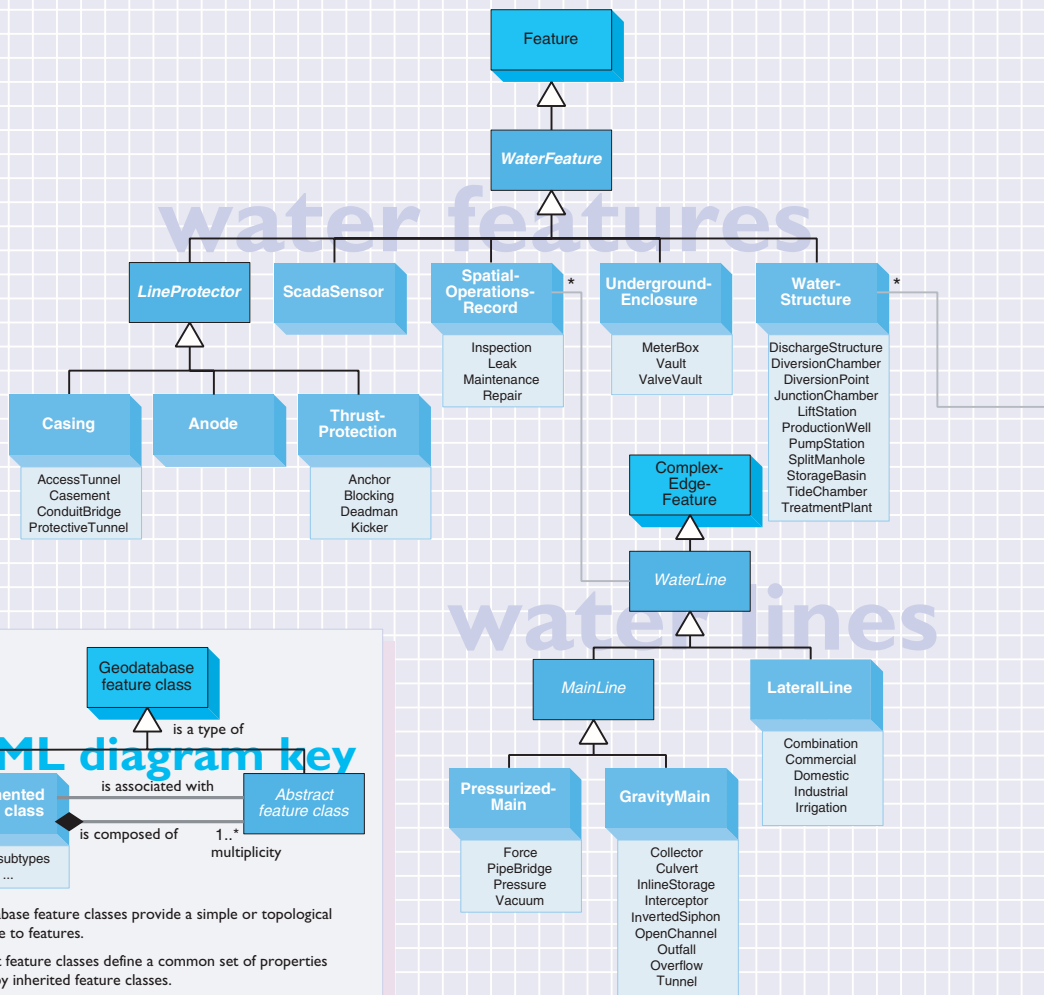 Feature
WaterFeature
water features
LineProtector
ScadaSensor
Spatial-
Operations-
Record
*
Inspection
Leak
Maintenance
Repair
Underground-
Enclosure
MeterBox
Vault
ValveVault
Water-
Structure
*
DischargeStructure
DiversionChamber
DiversionPoint
JunctionChamber
LiftStation
ProductionWell
PumpStation
SplitManhole
StorageBasin
TideChamber
TreatmentPlant
Casing
AccessTunnel
Casement
ConduitBridge
ProtectiveTunnel
Anode
Thrust-
Protection
Anchor
Blocking
Deadman
Kicker
Complex-
Edge-
Feature
WaterLine
water lines
MainLine
LateralLine
Combination
Commercial
Domestic
Industrial
Irrigation
Pressurized-
Main
Force
PipeBridge
Pressure
Vacuum
GravityMain
Collector
Culvert
InlineStorage
Interceptor
InvertedSiphon
OpenChannel
Outfall
Overflow
Tunnel
Geodatabase
feature class
is a type of
ML diagram key
ented
class
subtypes
...
is associated with
is composed of
1..*
multiplicity
Abstract
feature class
base feature classes provide a simple or topological
e to features.
t feature classes define a common set of properties
by inherited feature classes.